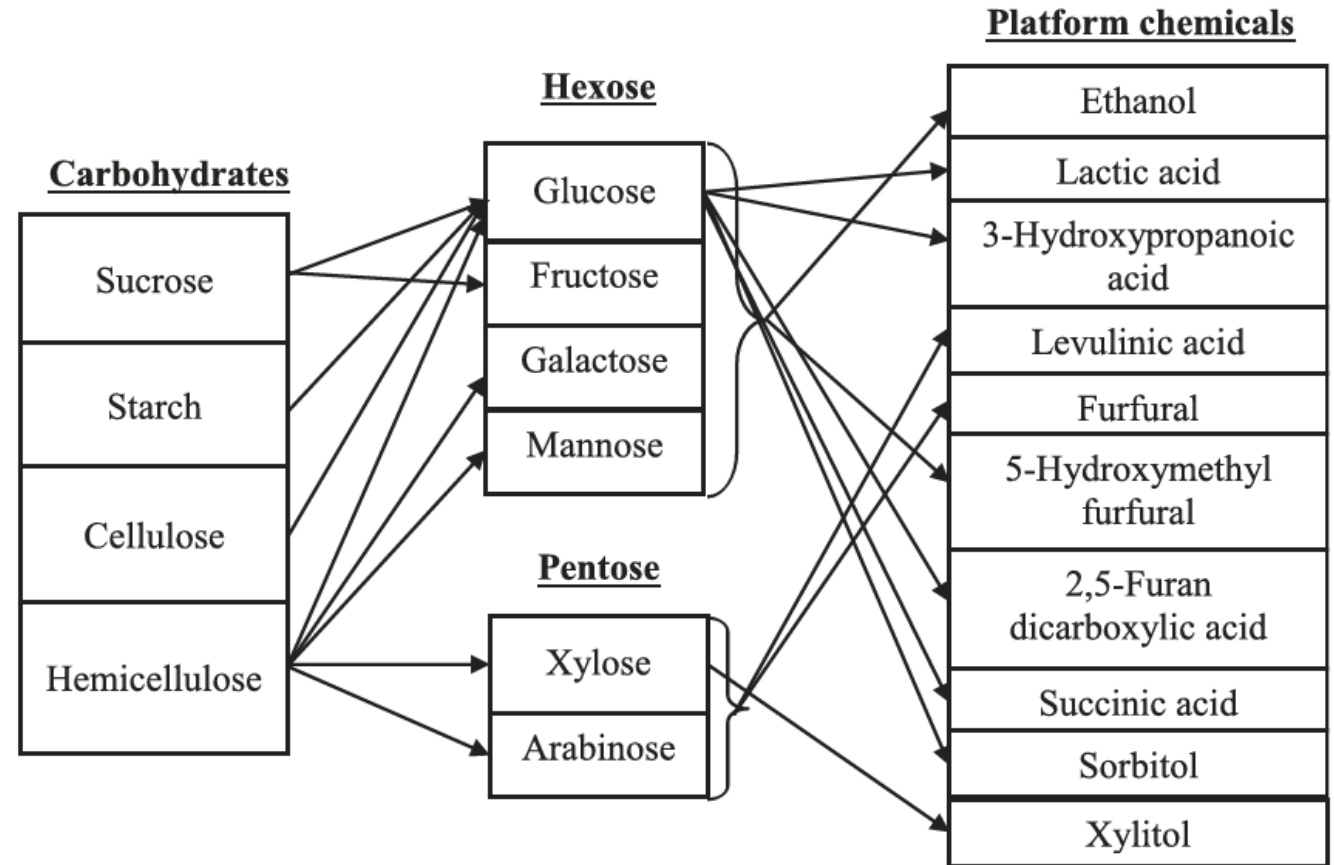 Carbohydrates
Sucrose
Starch
Cellulose
Hemicellulose
Hexose
Glucose
Fructose
Galactose
Mannose
Pentose
Xylose
Arabinose
Platform chemicals
Ethanol
Lactic acid
3-Hydroxypropanoic
acid
Levulinic acid
Furfural
5-Hydroxymethyl
furfural
2,5-Furan
dicarboxylic acid
Succinic acid
Sorbitol
Xylitol